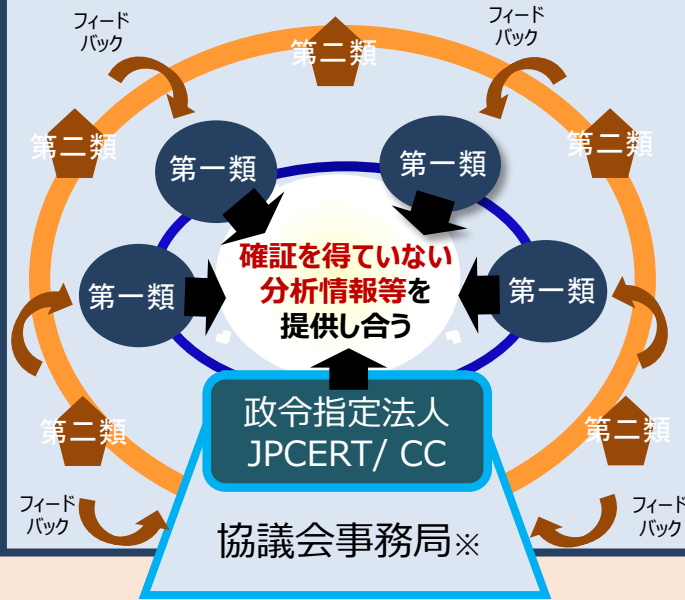 フィード
バック
フィード
バック
第二類
第二類
第二類
第一類
第一類
確証を得ていない
分析情報等を
提供し合う
第一類
第一類
政令指定法人
JPCERT/ CC
第二類
第二類
フィード
バック
フィード
バック
協議会事務局※